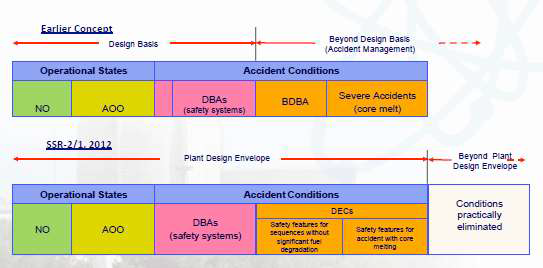 Earlier Concept
Design Basis
Beyond Design Basis
(Accident Management)
Operational States
Accident Conditions
NO
AOO
DBAs
(safety systems)
BDBA
Severe Accidents
(core melt)
SSR-2/1, 2012
Plant Design Envelope
Beyond Plant
Design Envelope
Operational States
Accident Conditions
NO
AOO
DBAs
(safety systems)
DECs
Safety features for
sequences without
significant fuel
degradation
Safety features for
accident with core
melting
Conditions
practically
eliminated